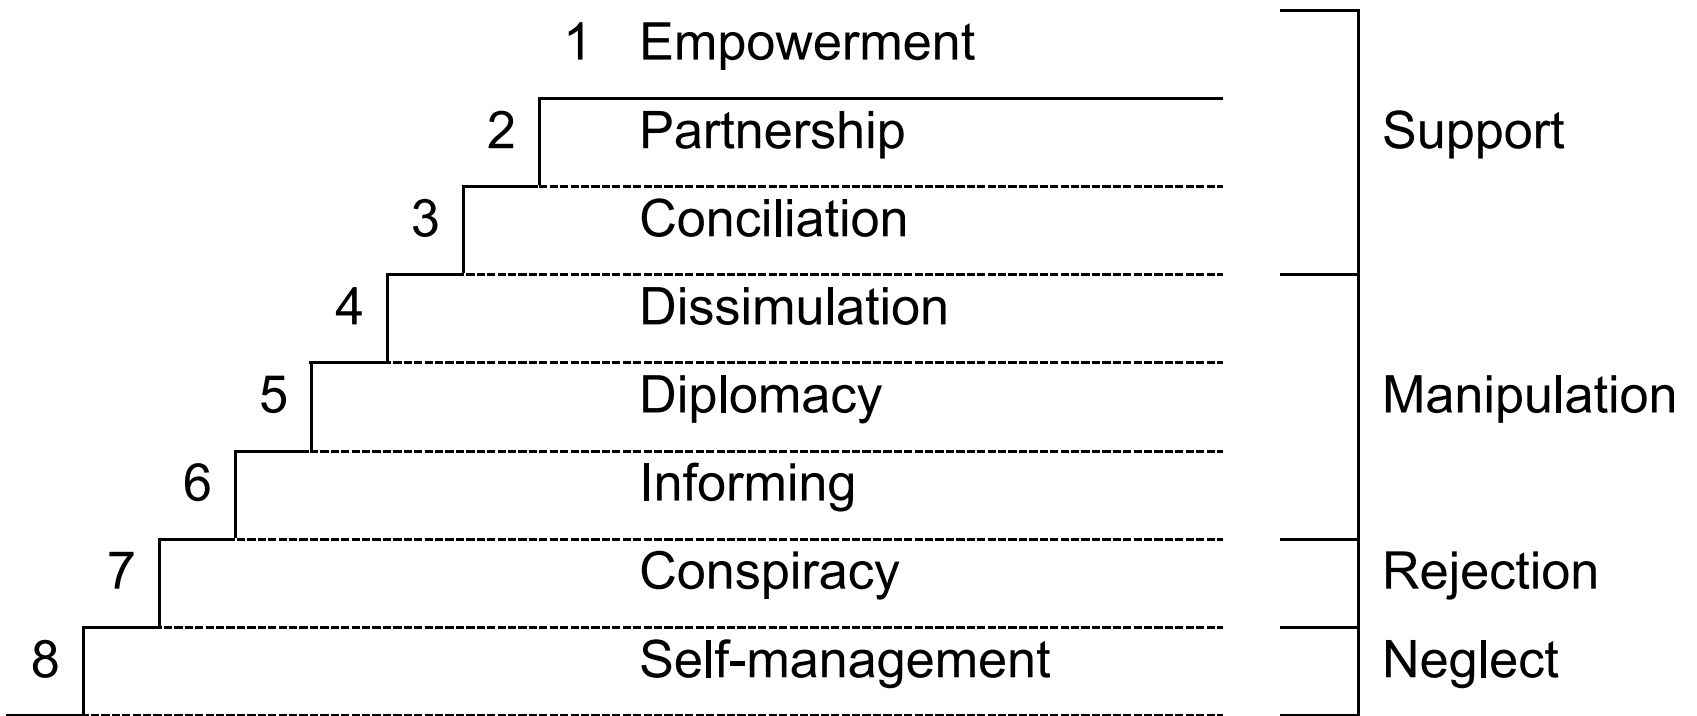 1 Empowerment
2 Partnership Support
3 Conciliation
4 Dissimulation
5 Diplomacy Manipulation
6 Informing
7 Conspiracy Rejection
8 Self-management Neglect